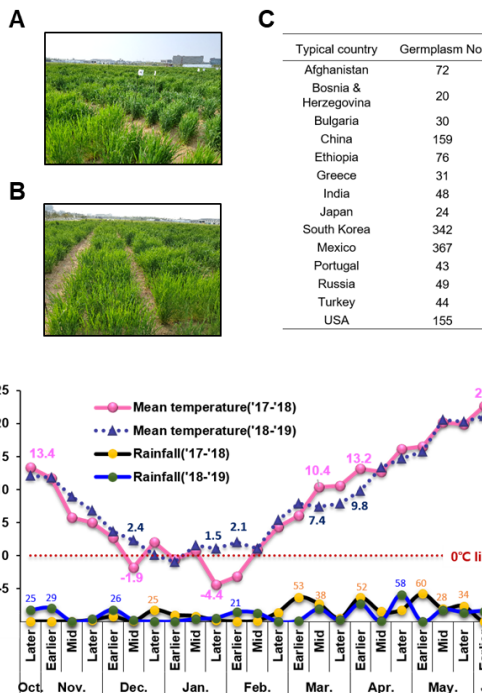 A
B
C
Typical country Germplasm No
Afghanistan 72
Bosnia &
Herzegovina 20
Bulgaria 30
China 159
Ethiopia 76
Greece 31
India 48
Japan 24
South Korea 342
Mexico 367
Portugal 43
Russia 49
Turkey 44
USA 155
Mean temperature('17-'18)
Mean temperature('18-'19)
Rainfall('17-'18)
Rainfall('18-'19)
13.4
2.4
-1.9
1.5
-4.4
2.1
10.4
7.4
13.2
9.8
0℃
25 29 26 25 21 53 38 52 58 60 28 34
Later Earlier Mid Later Earlier Mid Later Earlier Mid Later Earlier Mid Later Earlier Mid Later Earlier Mid Later Earlier Mid Later Earlier
Oct. Nov. Dec. Jan. Feb. Mar. Apr. May.